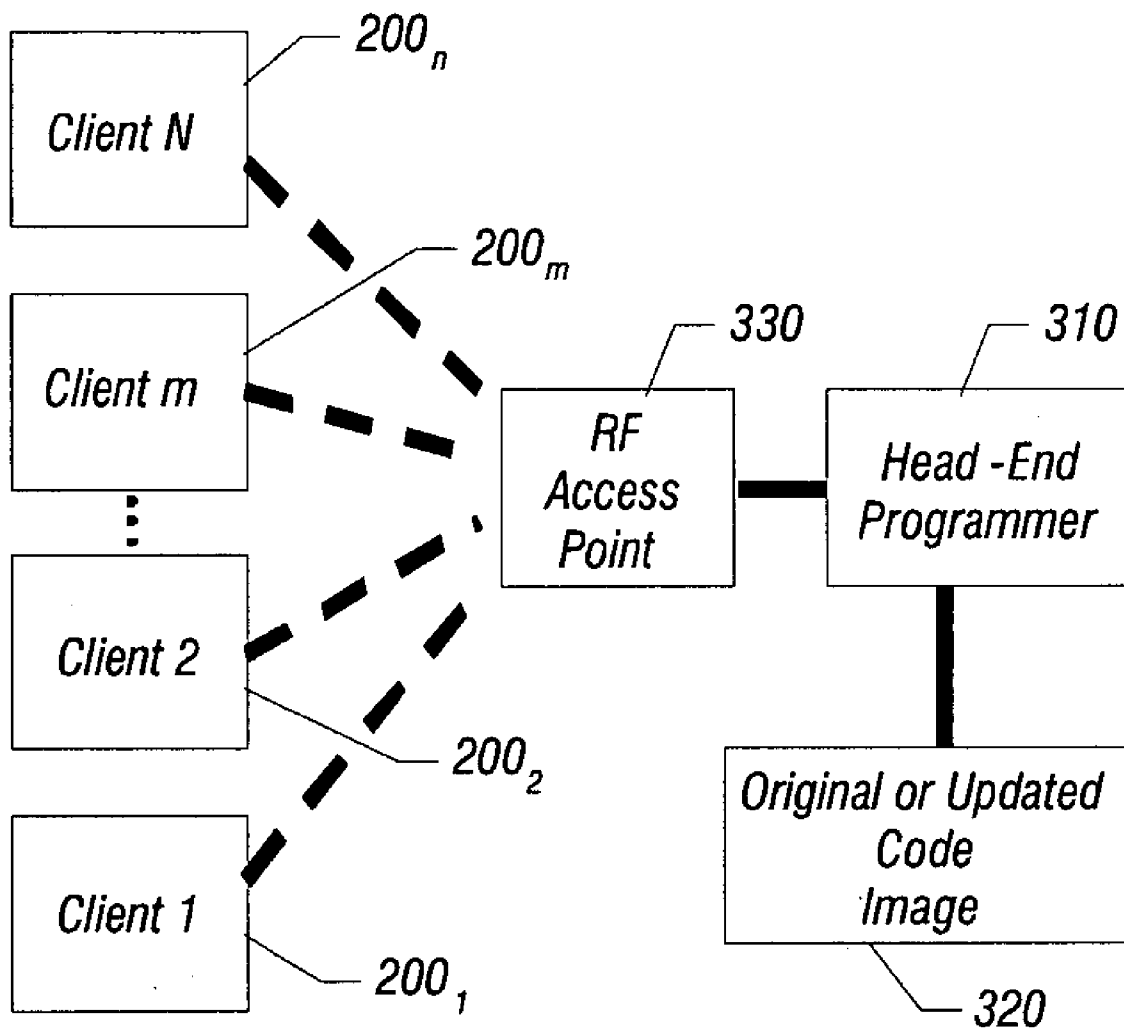 200n
Client N
200m
Client m
330
310
RF
Access
Point
Head -End
Programmer
Client 2
2002
Original or Updated
Code
Image
Client 1
2001
320